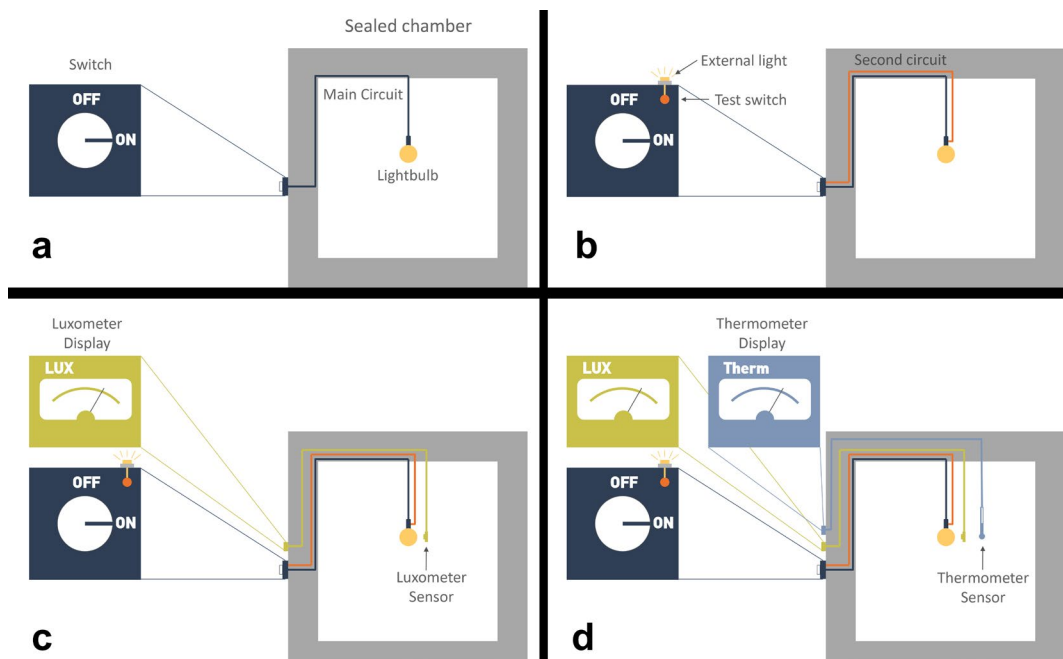 Sealed chamber
Switch
OFF
ON
Main Circuit
Lightbulb
a
External light
Test switch
Second circuit
OFF
ON
b
Luxometer
Display
LUX
OFF
ON
Luxometer
Sensor
c
Thermometer
Display
LUX
Therm
OFF
ON
Thermometer
Sensor
d